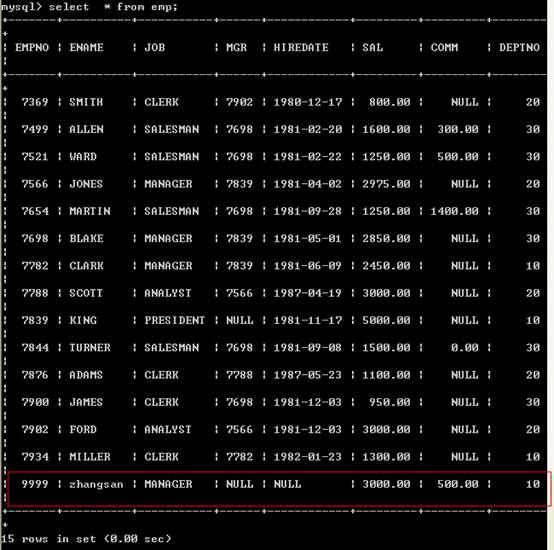 mysql> select  * from emp;
+-------+----------+-----------+------+------------+---------+---------+--------+
| EMPNO | ENAME    | JOB       | MGR  | HIREDATE   | SAL     | COMM    | DEPTNO |
+-------+----------+-----------+------+------------+---------+---------+--------+
|  7369 | SMITH    | CLERK     | 7902 | 1980-12-17 |  800.00 |    NULL |     20 |
|  7499 | ALLEN    | SALESMAN  | 7698 | 1981-02-20 | 1600.00 |  300.00 |     30 |
|  7521 | WARD     | SALESMAN  | 7698 | 1981-02-22 | 1250.00 |  500.00 |     30 |
|  7566 | JONES    | MANAGER   | 7839 | 1981-04-02 | 2975.00 |    NULL |     20 |
|  7654 | MARTIN   | SALESMAN  | 7698 | 1981-09-28 | 1250.00 | 1400.00 |     30 |
|  7698 | BLAKE    | MANAGER   | 7839 | 1981-05-01 | 2850.00 |    NULL |     30 |
|  7782 | CLARK    | MANAGER   | 7839 | 1981-06-09 | 2450.00 |    NULL |     10 |
|  7788 | SCOTT    | ANALYST   | 7566 | 1987-04-19 | 3000.00 |    NULL |     20 |
|  7839 | KING     | PRESIDENT | NULL | 1981-11-17 | 5000.00 |    NULL |     10 |
|  7844 | TURNER   | SALESMAN  | 7698 | 1981-09-08 | 1500.00 |    0.00 |     30 |
|  7876 | ADAMS    | CLERK     | 7788 | 1987-05-23 | 1100.00 |    NULL |     20 |
|  7900 | JAMES    | CLERK     | 7698 | 1981-12-03 |  950.00 |    NULL |     30 |
|  7902 | FORD     | ANALYST   | 7566 | 1981-12-03 | 3000.00 |    NULL |     20 |
|  7934 | MILLER   | CLERK     | 7782 | 1982-01-23 | 1300.00 |    NULL |     10 |
|  9999 | zhangsan | MANAGER   | NULL | NULL       | 3000.00 |  500.00 |     10 |
+-------+----------+-----------+------+------------+---------+---------+--------+
15 rows in set (0.00 sec)